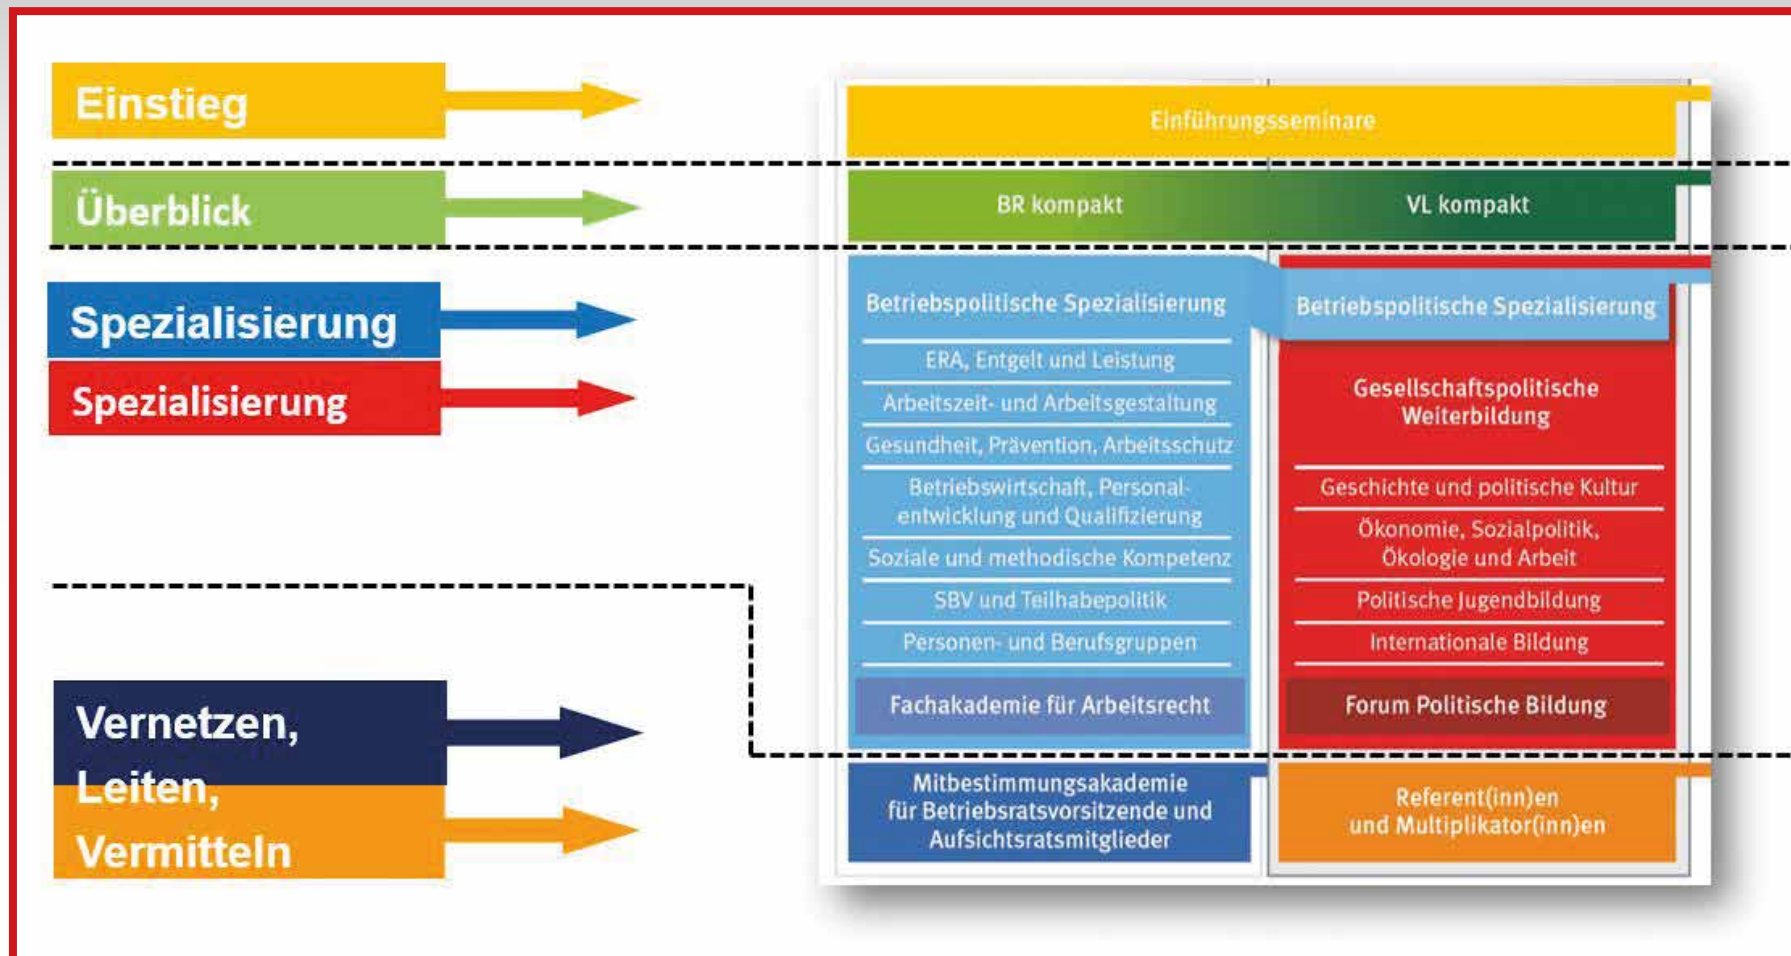 Einstieg
Überblick
Spezialisierung
Spezialisierung
Vernetzen,
Leiten,
Vermitteln
Einführungsseminare
BR kompakt
VL kompakt
Betriebspolitische Spezialisierung
ERA, Entgelt und Leistung
Arbeitszeit- und Arbeitsgestaltung
Gesundheit, Prävention, Arbeitsschutz
Betriebswirtschaft, Personal-
entwicklung und Qualifizierung
Soziale und methodische Kompetenz
SBV und Teilhabepolitik
Personen- und Berufsgruppen
Fachakademie für Arbeitsrecht
Mitbestimmungsakademie
für Betriebsratsvorsitzende und
Aufsichtsratsmitglieder
Betriebspolitische Spezialisierung
Gesellschaftspolitische
Weiterbildung
Geschichte und politische Kultur
Ökonomie, Sozialpolitik,
Ökologie und Arbeit
Politische Jugendbildung
Internationale Bildung
Forum Politische Bildung
Referent(inn)en
und Multiplikator(inn)en